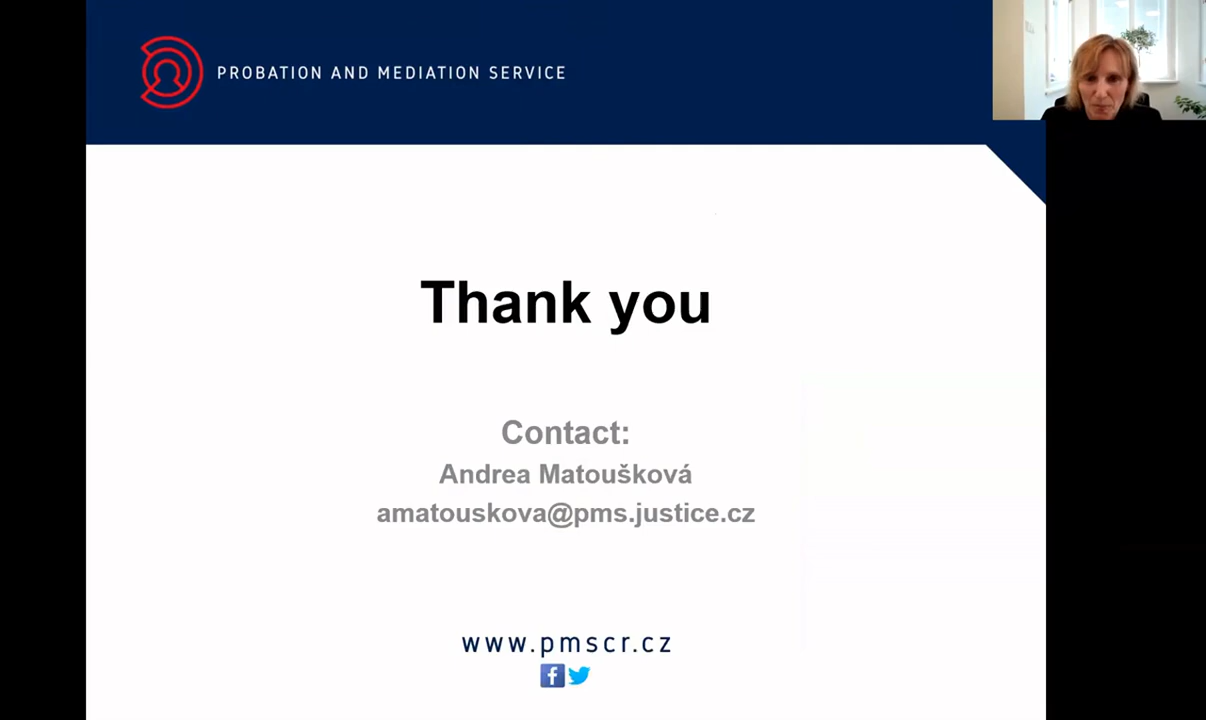 PROBATION AND MEDIATION SERVICE
Thank you
Contact:
Andrea Matoušková
amatouskova@pms.justice.cz
www.pmscr.cz